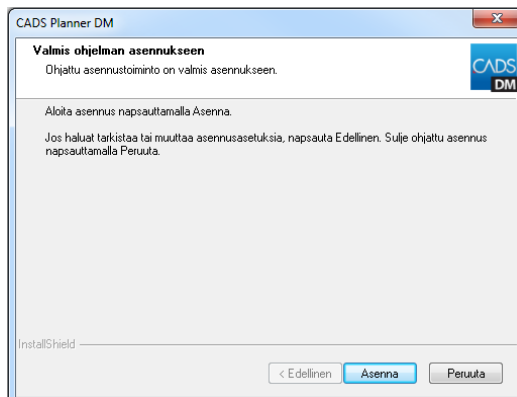 CADS Planner DM
Valmis ohjelman asennukseen
Ohjattu asennustoiminto on valmis asennukseen.
CADS
DM
Aloita asennus napsauttamalla Asenna.
Jos haluat tarkistaa tai muuttaa asennusasetuksia, napsauta Edellinen. Sulje ohjattu asennus
napsauttamalla Peruuta.
InstallShield
< Edellinen
Asenna
Peruuta